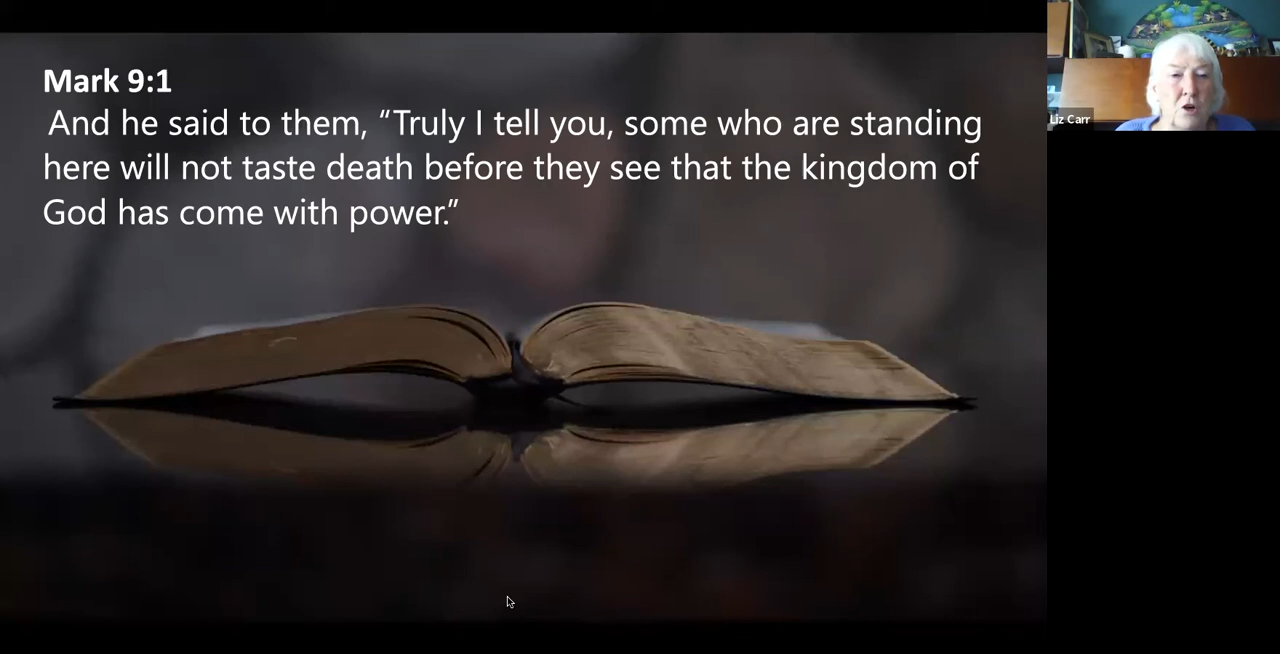 Mark 9:1
And he said to them, “Truly I tell you, some who are standing
here will not taste death before they see that the kingdom of
God has come with power.”
Liz Carr